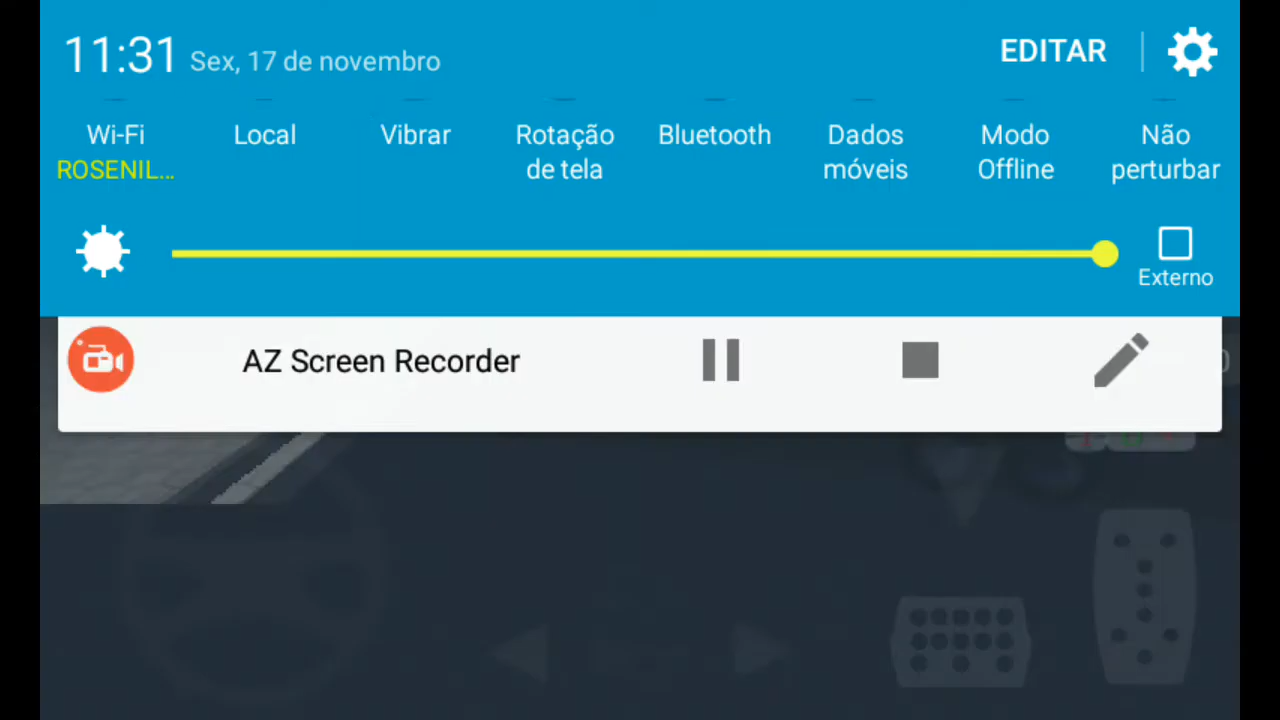 11:31 Sex, 17 de novembro EDITAR
Wi-Fi Local Vibrar Rotação Bluetooth Dados Modo Não
ROSENIL... de tela móveis Offline perturbar
Externo
AZ Screen Recorder